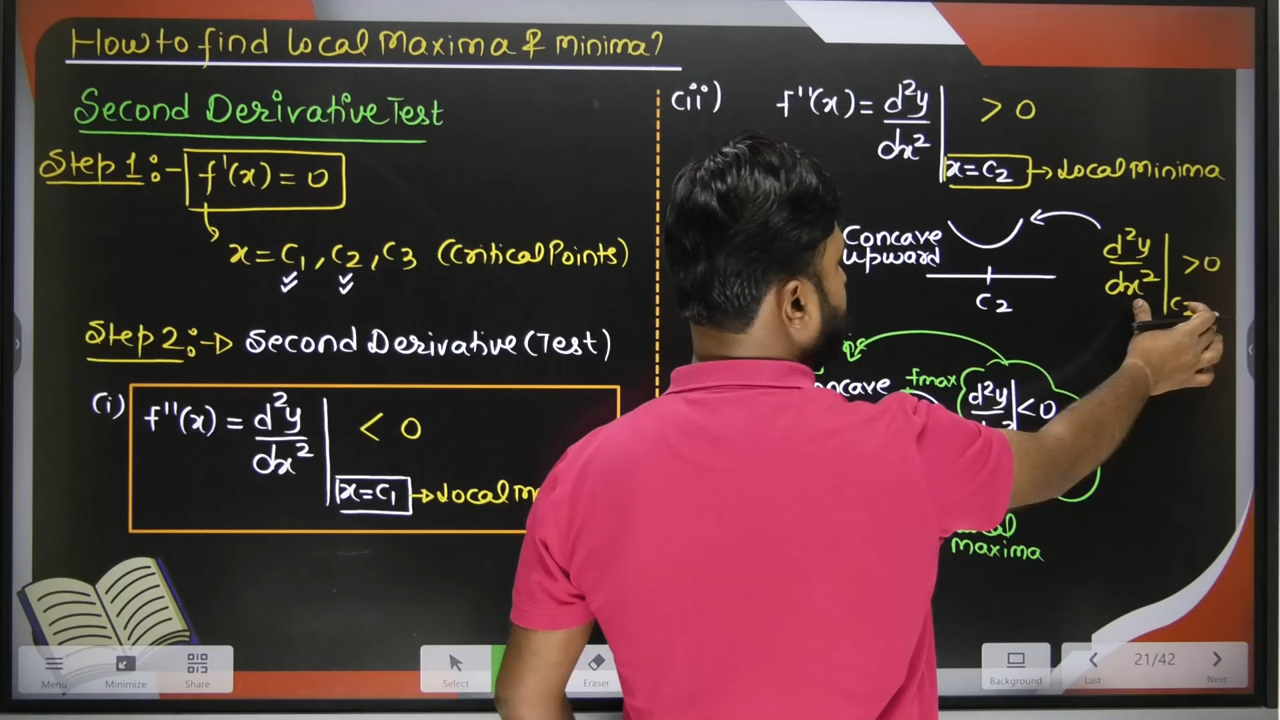 How to find Local Maxima & Minima?
Second Derivative Test
Step 1:- f'(x) = 0
x = C1, C2, C3 (Critical Points)
Step 2:-> Second Derivative (Test)
(i) f''(x) = d²y/dx² | < 0
x = C1 → Local
(ii) f''(x) = d²y/dx² | > 0
x = C2 → Local Minima
Concave
upward
C2
d²y/dx² | > 0
fmax
d²y | < 0
maxima
Menu
Minimize
Share
Select
Eraser
Background
Last
21/42
Next